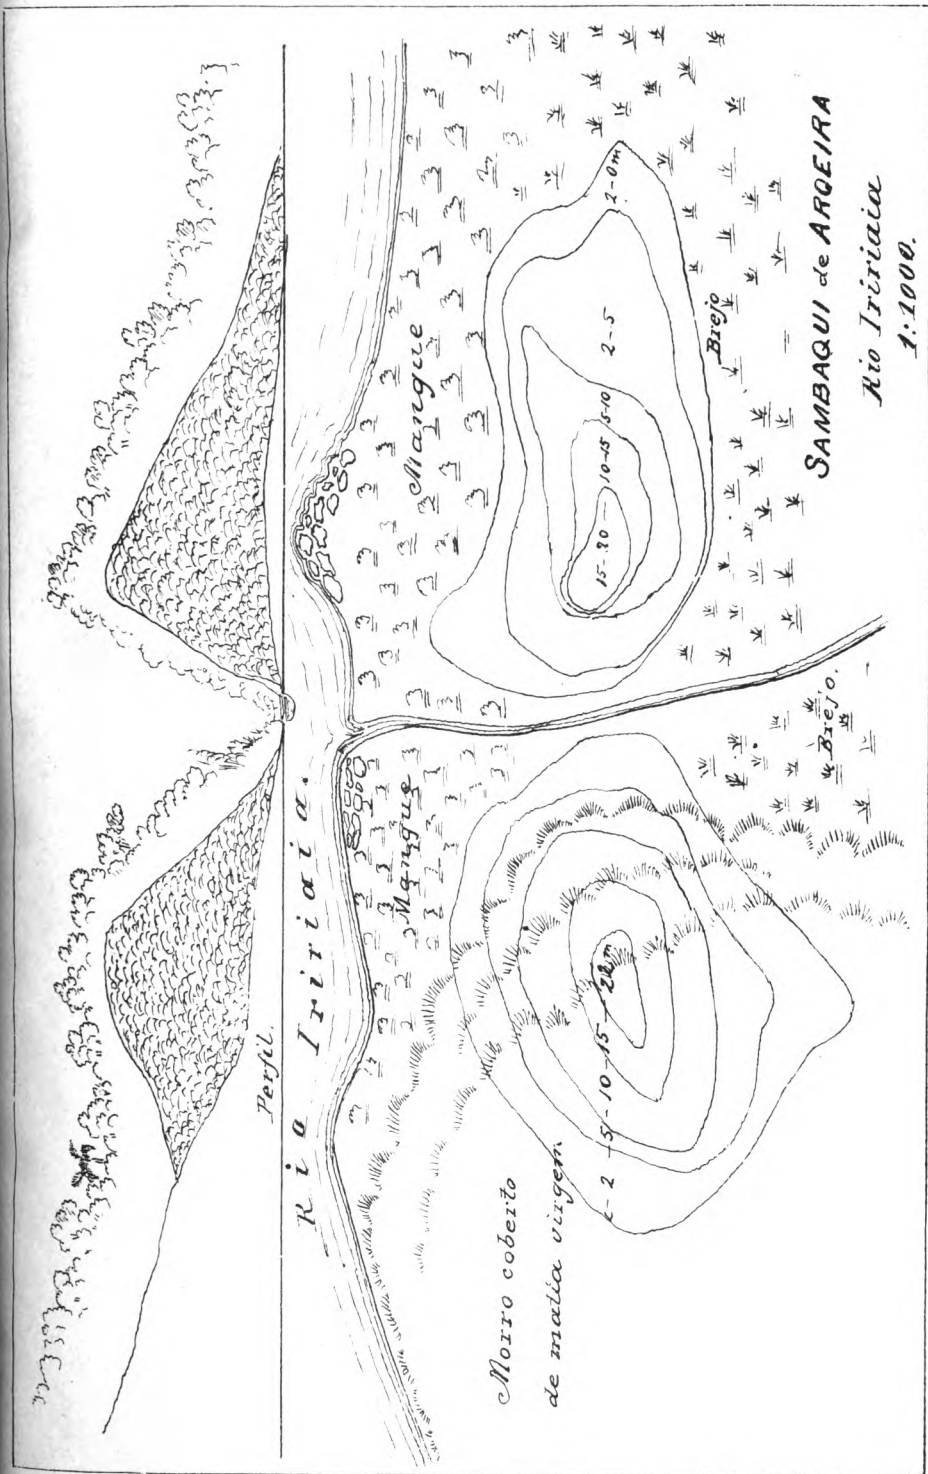 Perfil.
Rio Iririaia.
Mangue
Mangue
Morro coberto
de matta virgem.
2 - 5 - 10 - 15 - 22m
15-20 - 10-15 5-10 2-5 2-0m
Brejo
Brejo.
SAMBAQUI de ARQEIRA
Rio Iririaia
1:1000.